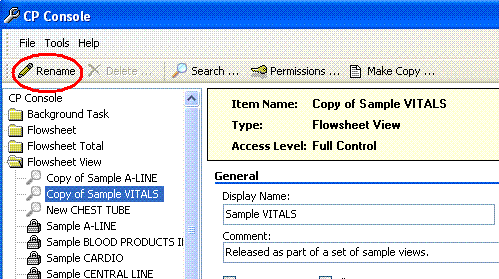 CP Console
File Tools Help
Rename Delete ... Search ... Permissions ... Make Copy ...
CP Console
Background Task
Flowsheet
Flowsheet Total
Flowsheet View
Copy of Sample A-LINE
Copy of Sample VITALS
New CHEST TUBE
Sample A-LINE
Sample BLOOD PRODUCTS II
Sample CARDIO
Sample CENTRAL LINE
Item Name: Copy of Sample VITALS
Type: Flowsheet View
Access Level: Full Control
General
Display Name:
Sample VITALS
Comment:
Released as part of a set of sample views.